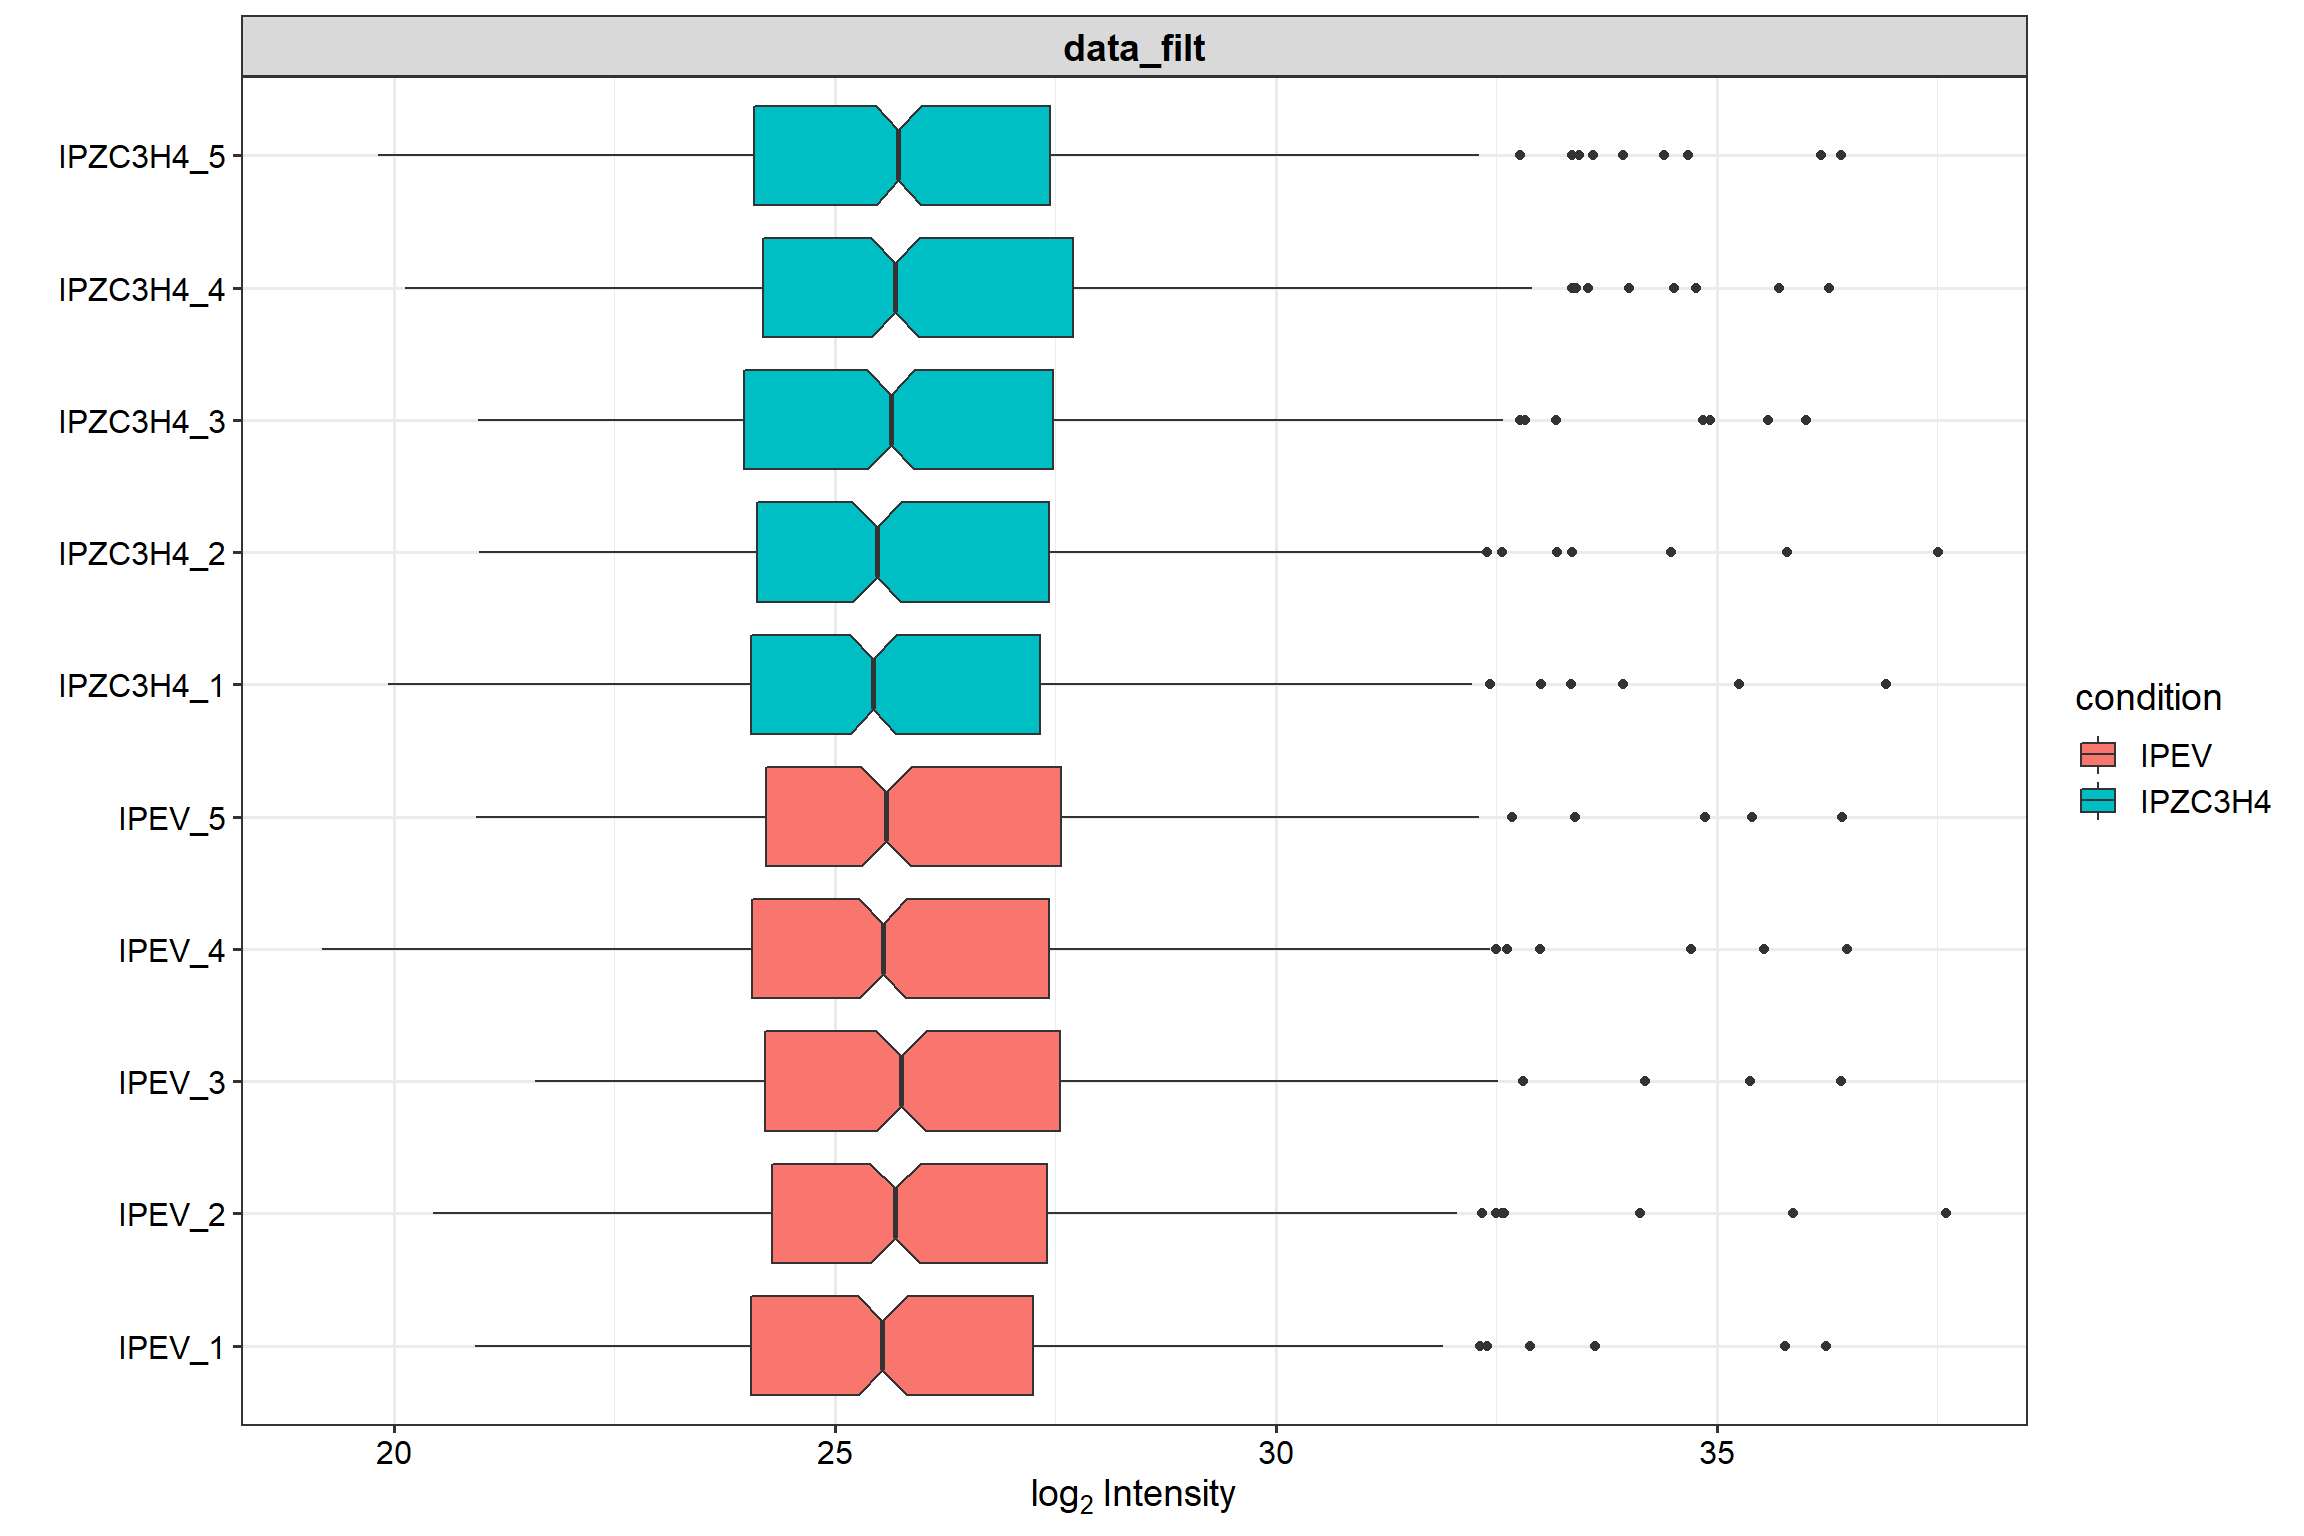 data_filt
IPZC3H4_5
IPZC3H4_4
IPZC3H4_3
IPZC3H4_2
IPZC3H4_1
IPEV_5
IPEV_4
IPEV_3
IPEV_2
IPEV_1
20 25 30 35
log2 Intensity
condition
IPEV
IPZC3H4